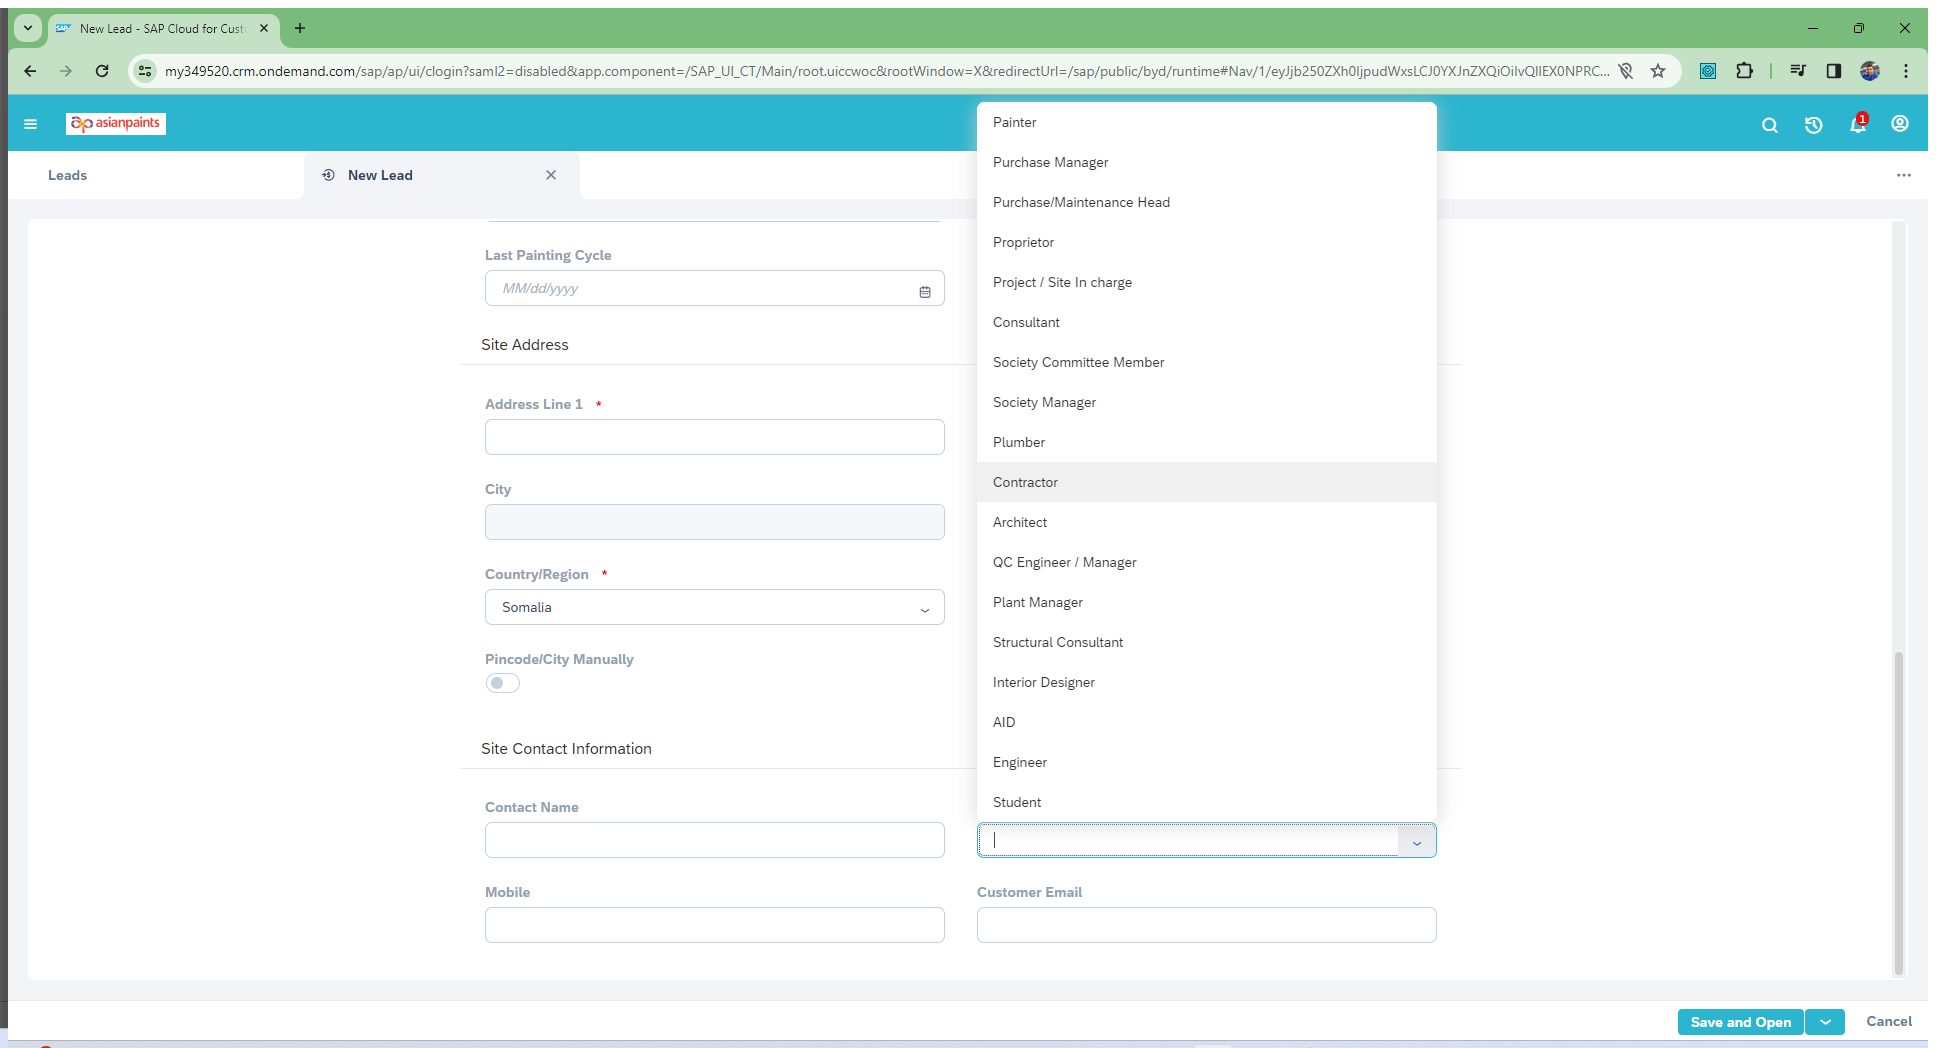 New Lead - SAP Cloud for Cust
my349520.crm.ondemand.com/sap/ap/ui/clogin?saml2=disabled&app.component=/SAP_UI_CT/Main/root.uiccwoc&rootWindow=X&redirectUrl=/sap/public/byd/runtime#Nav/1/eyJjb250ZXh0IjpudWxsLCJ0YXJnZXQiOiIvQllEX0NPRC...
asianpaints
1
Leads
New Lead
Last Painting Cycle
MM/dd/yyyy
Site Address
Address Line 1 *
City
Country/Region *
Somalia
Pincode/City Manually
Site Contact Information
Contact Name
Mobile
Customer Email
Painter
Purchase Manager
Purchase/Maintenance Head
Proprietor
Project / Site In charge
Consultant
Society Committee Member
Society Manager
Plumber
Contractor
Architect
QC Engineer / Manager
Plant Manager
Structural Consultant
Interior Designer
AID
Engineer
Student
Save and Open
Cancel